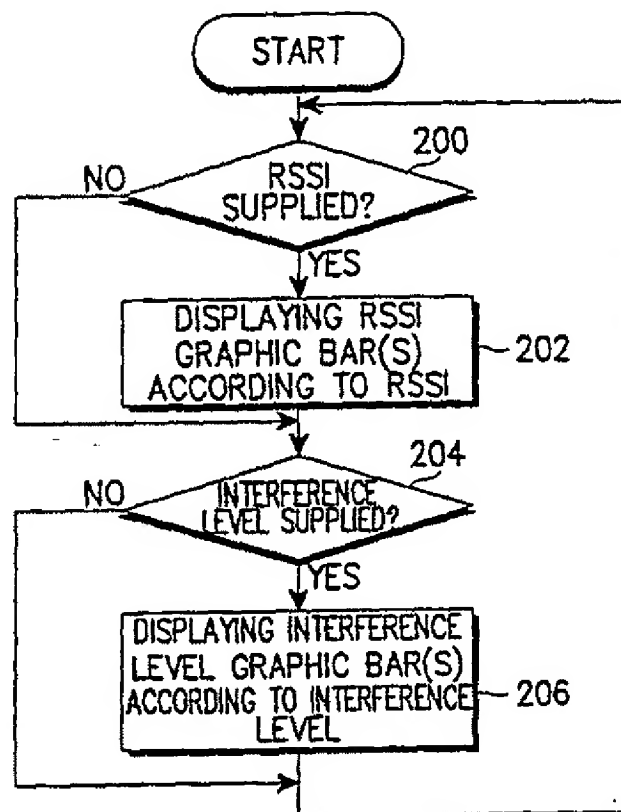 START
200
NO
RSSI
SUPPLIED?
YES
DISPLAYING RSSI
GRAPHIC BAR(S)
ACCORDING TO RSSI
202
204
NO
INTERFERENCE
LEVEL SUPPLIED?
YES
DISPLAYING INTERFERENCE
LEVEL GRAPHIC BAR(S)
ACCORDING TO INTERFERENCE
LEVEL
206